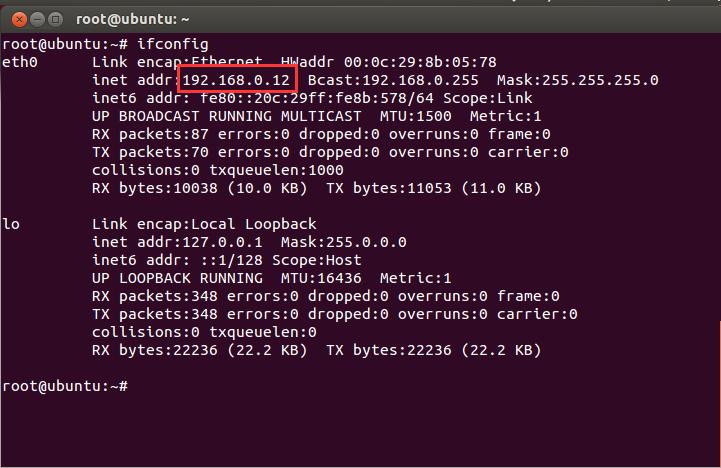 root@ubuntu: ~
root@ubuntu:~# ifconfig
eth0      Link encap:Ethernet  HWaddr 00:0c:29:8b:05:78
          inet addr:192.168.0.12  Bcast:192.168.0.255  Mask:255.255.255.0
          inet6 addr: fe80::20c:29ff:fe8b:578/64 Scope:Link
          UP BROADCAST RUNNING MULTICAST  MTU:1500  Metric:1
          RX packets:87 errors:0 dropped:0 overruns:0 frame:0
          TX packets:70 errors:0 dropped:0 overruns:0 carrier:0
          collisions:0 txqueuelen:1000
          RX bytes:10038 (10.0 KB)  TX bytes:11053 (11.0 KB)
lo        Link encap:Local Loopback
          inet addr:127.0.0.1  Mask:255.0.0.0
          inet6 addr: ::1/128 Scope:Host
          UP LOOPBACK RUNNING  MTU:16436  Metric:1
          RX packets:348 errors:0 dropped:0 overruns:0 frame:0
          TX packets:348 errors:0 dropped:0 overruns:0 carrier:0
          collisions:0 txqueuelen:0
          RX bytes:22236 (22.2 KB)  TX bytes:22236 (22.2 KB)
root@ubuntu:~#